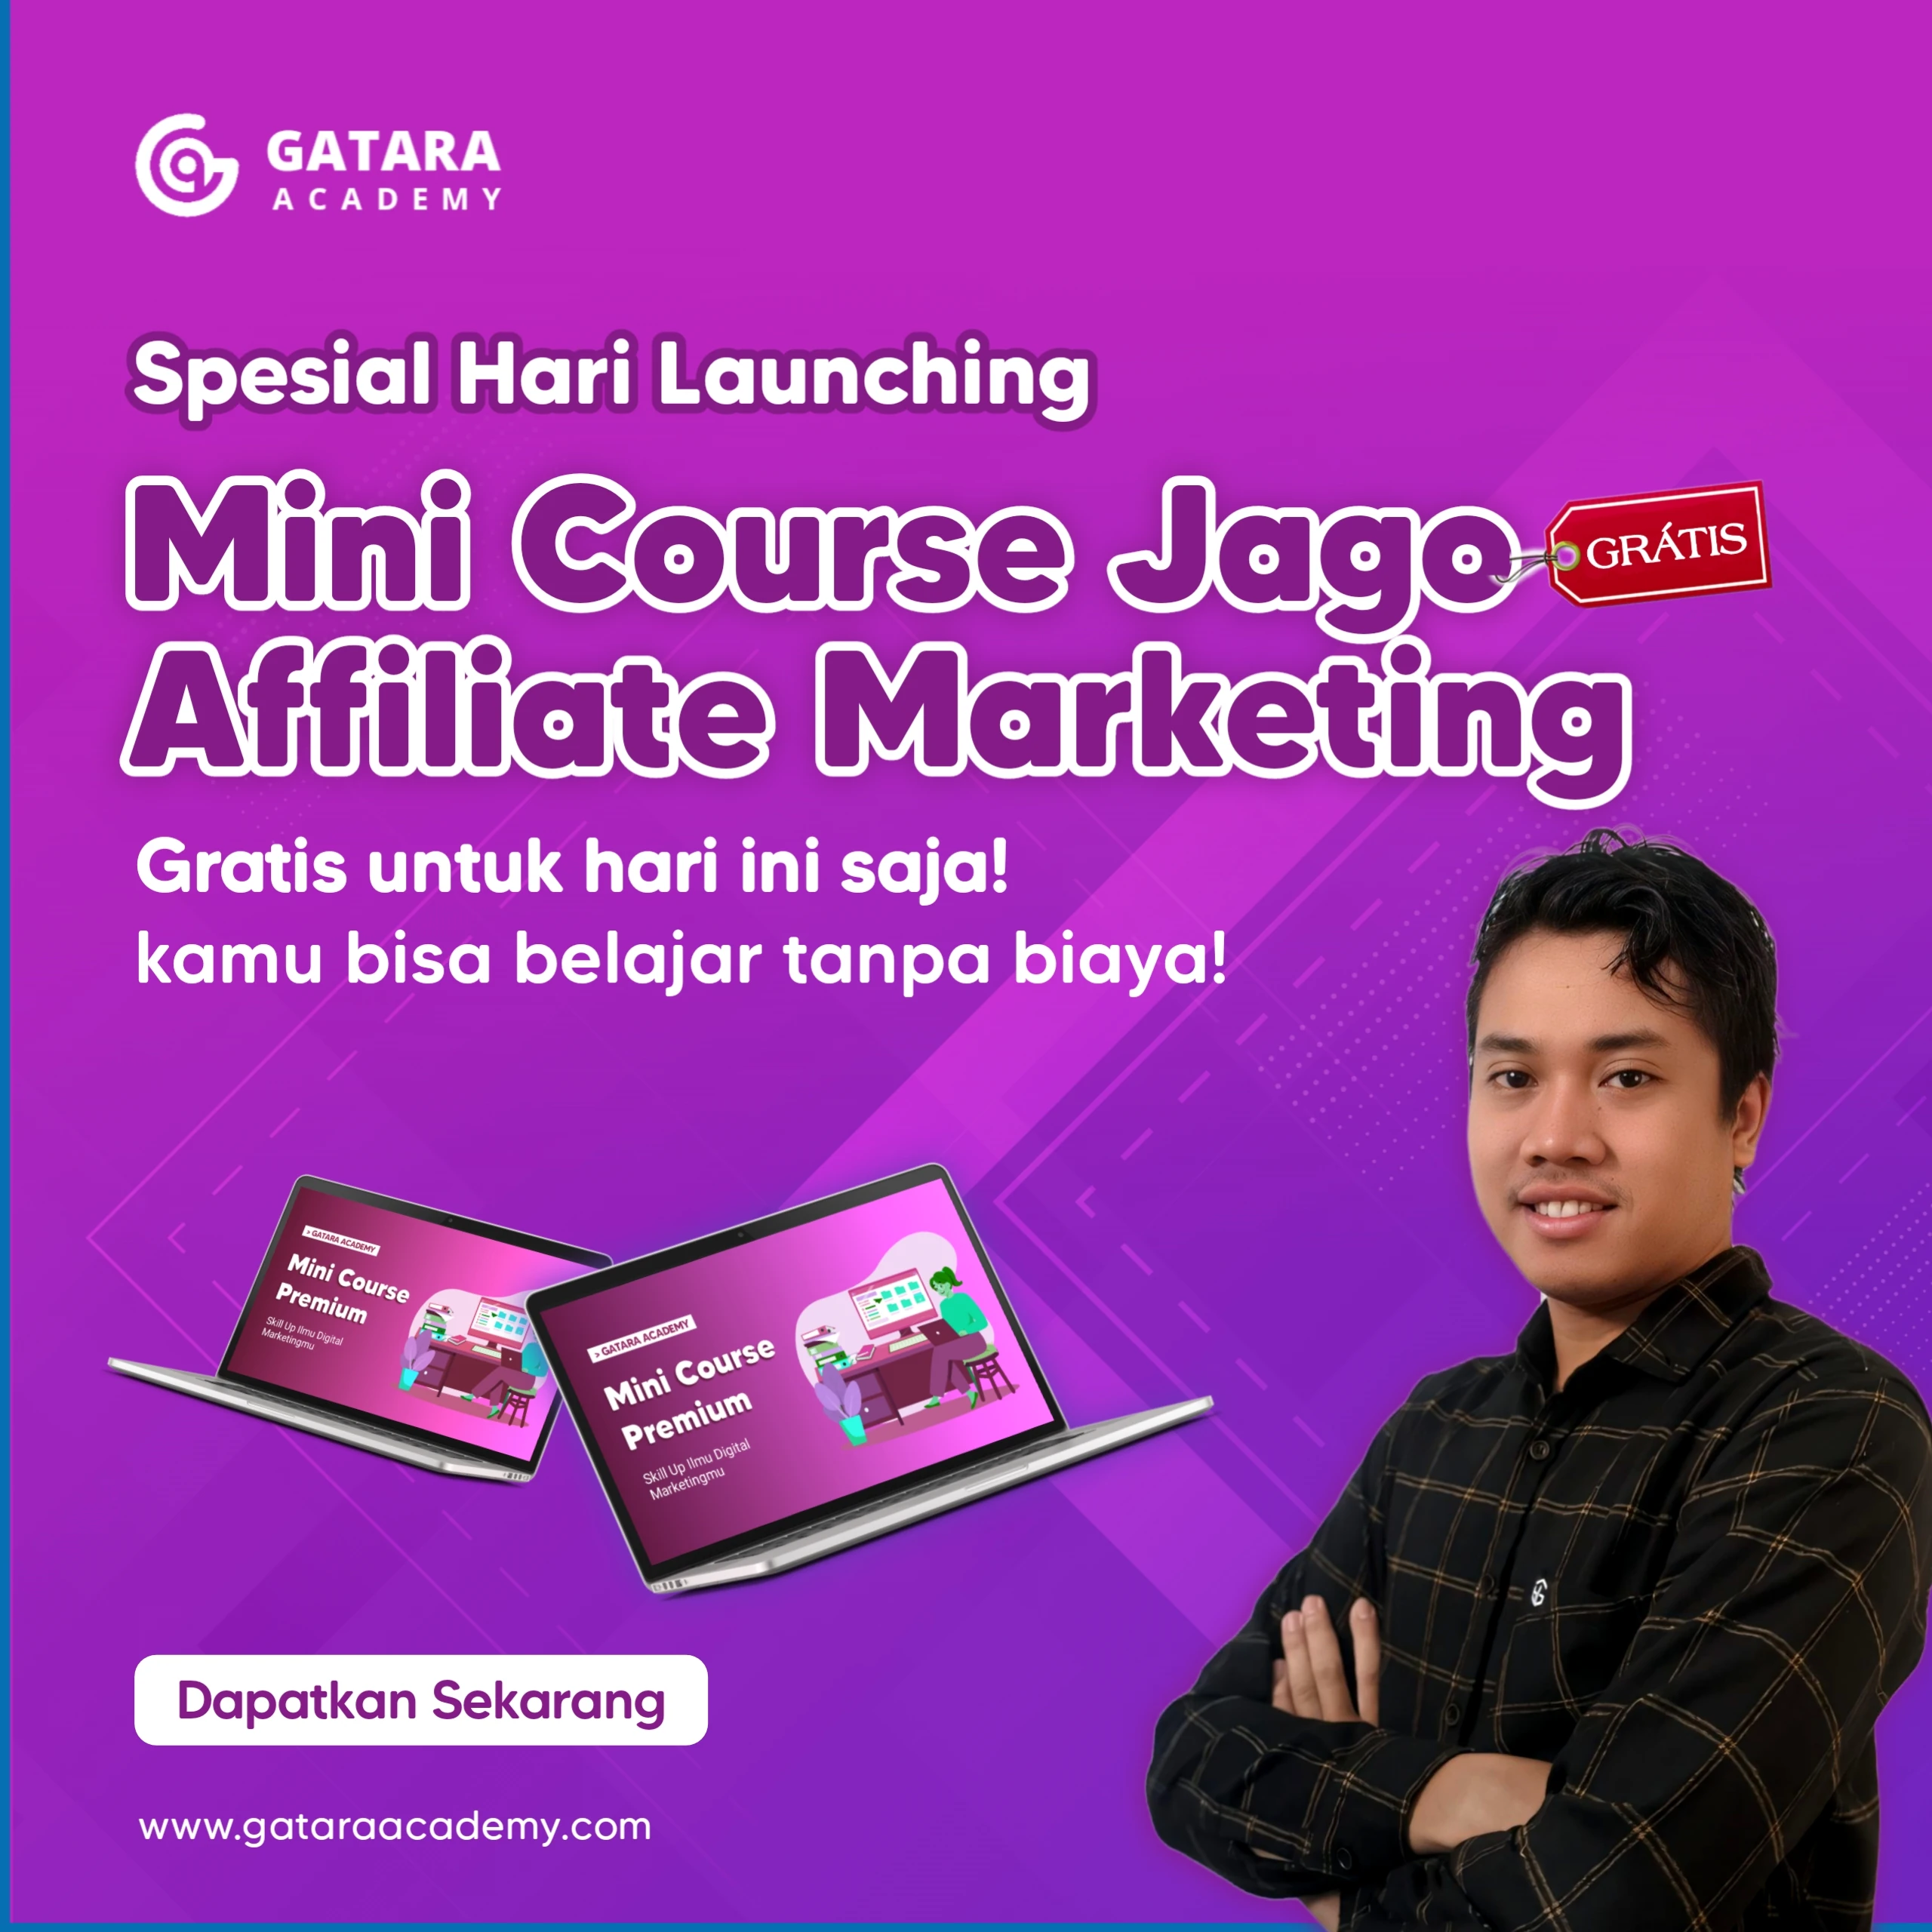 GATARA
ACADEMY
Spesial Hari Launching
Mini Course Jago
GRÁTIS
Affiliate Marketing
Gratis untuk hari ini saja!
kamu bisa belajar tanpa biaya!
> GATARA ACADEMY
Mini Course
Premium
Skill Up Ilmu Digital
Marketingmu
> GATARA ACADEMY
Mini Course
Premium
Skill Up Ilmu Digital
Marketingmu
Dapatkan Sekarang
www.gataraacademy.com